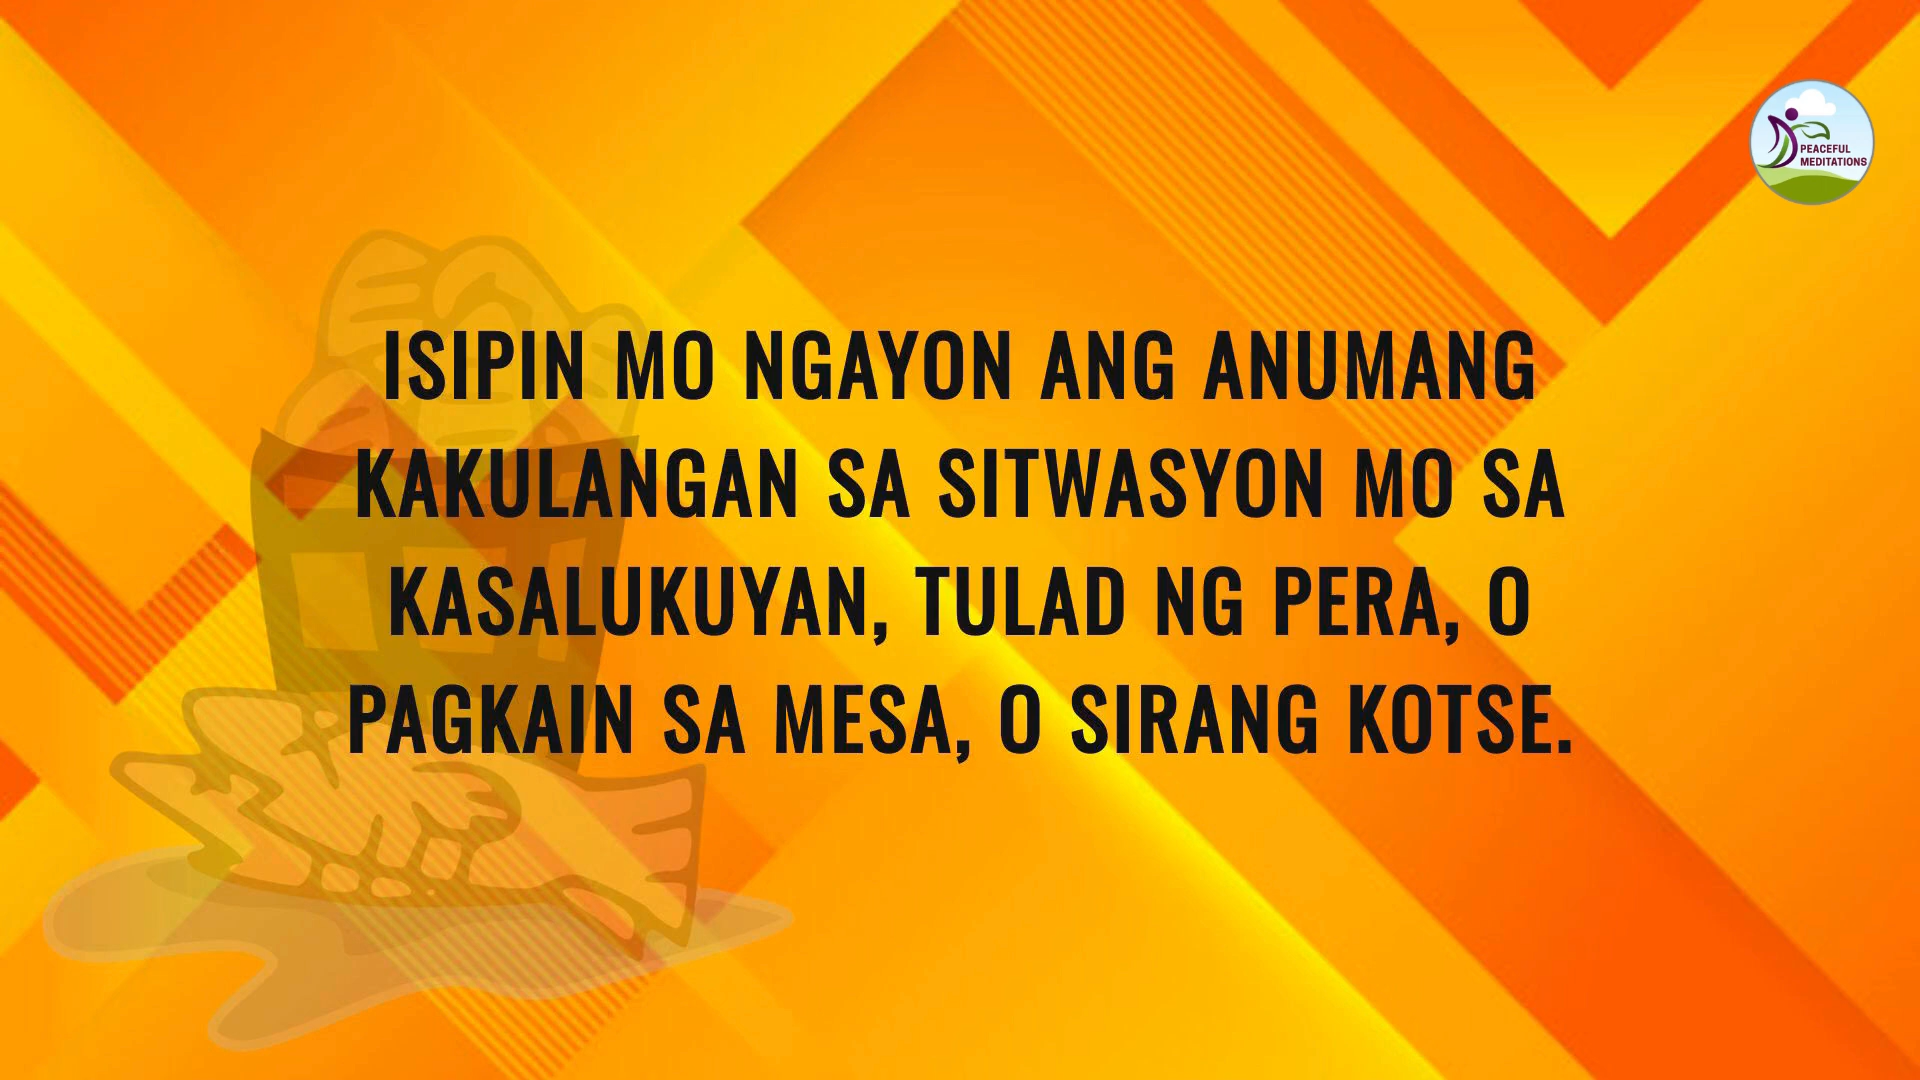 PEACEFUL
MEDITATIONS
ISIPIN MO NGAYON ANG ANUMANG
KAKULANGAN SA SITWASYON MO SA
KASALUKUYAN, TULAD NG PERA, O
PAGKAIN SA MESA, O SIRANG KOTSE.